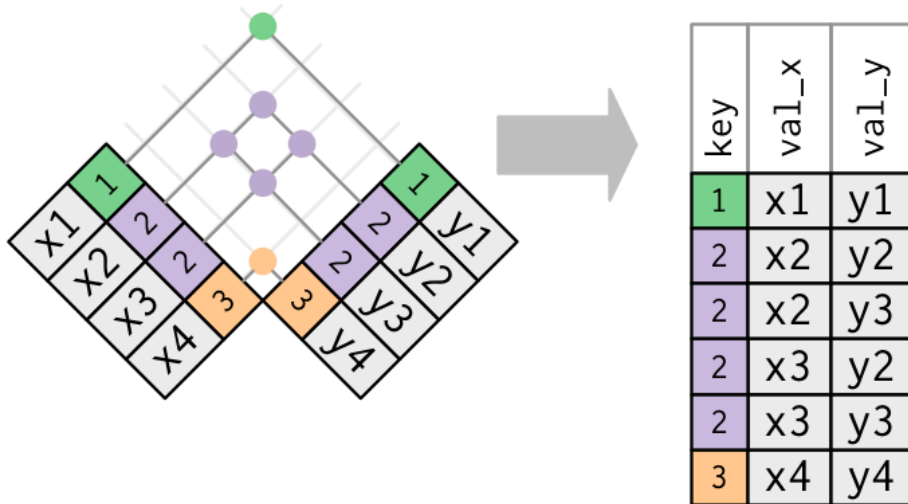 1 x1
2 x2
2 x3
3 x4
1 y1
2 y2
2 y3
3 y4
key val_x val_y
1 x1 y1
2 x2 y2
2 x2 y3
2 x3 y2
2 x3 y3
3 x4 y4